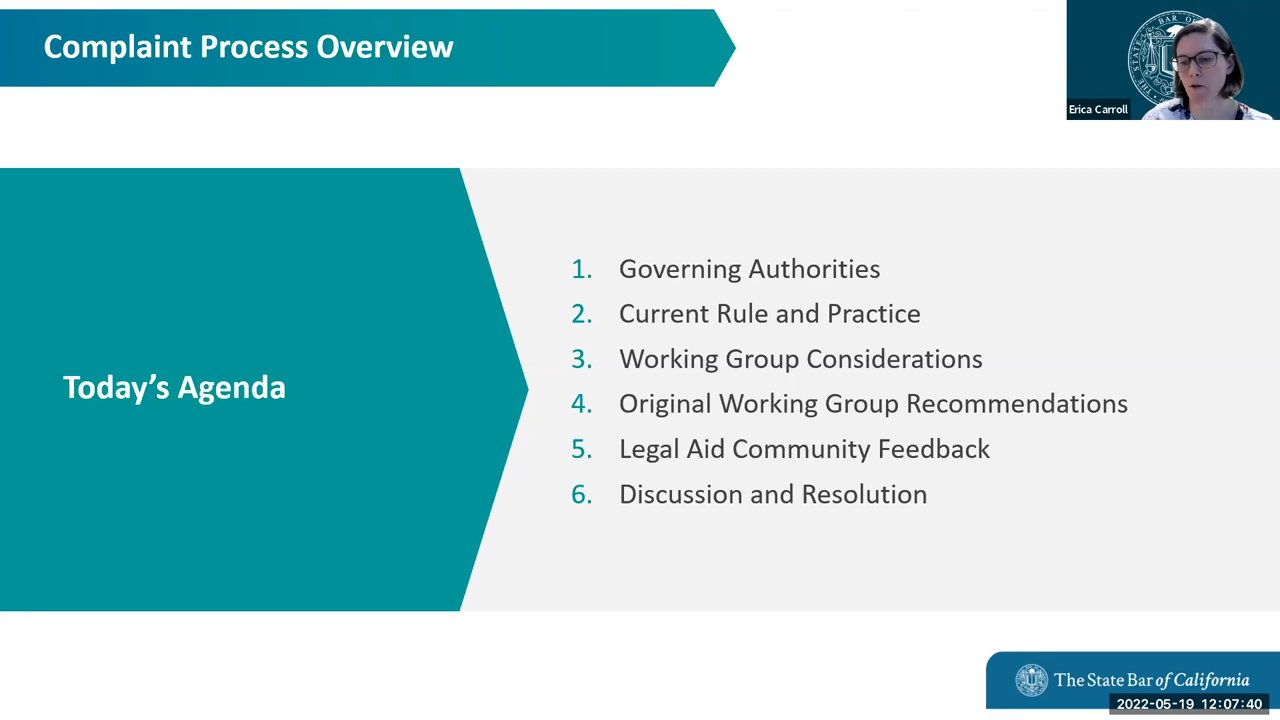 Complaint Process Overview
Erica Carroll
Today's Agenda
1. Governing Authorities
2. Current Rule and Practice
3. Working Group Considerations
4. Original Working Group Recommendations
5. Legal Aid Community Feedback
6. Discussion and Resolution
The State Bar of California
2022-05-19 12:07:40